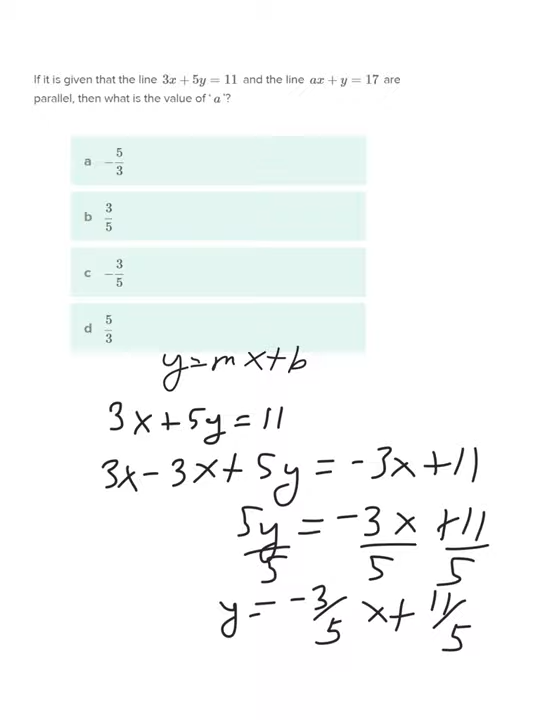 If it is given that the line 3x + 5y = 11 and the line ax + y = 17 are
parallel, then what is the value of ' a '?
a −5/3
b 3/5
c −3/5
d 5/3
y=mx+b
3x+5y=11
3x-3x+5y=-3x+11
5y/5 = -3x/5 +11/5
y=-3/5 x+11/5